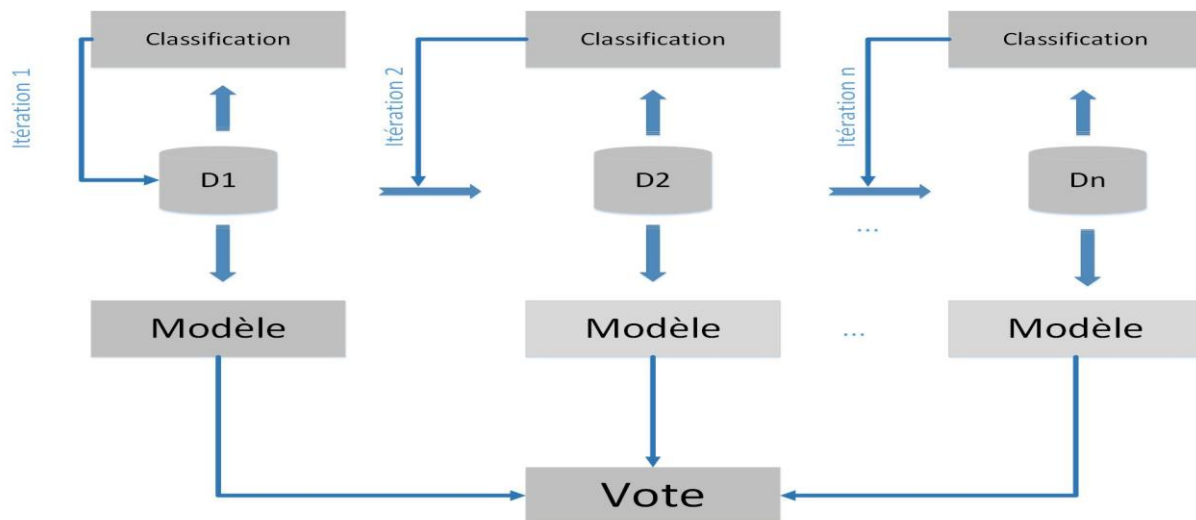 Classification
Classification
Classification
Itération 1
Itération 2
Itération n
D1
D2
Dn
...
Modèle
Modèle
...
Modèle
Vote